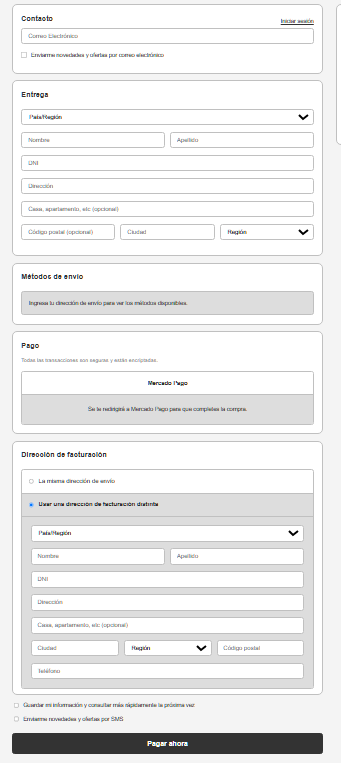 Contacto
Iniciar sesión
Correo Electrónico
Enviarme novedades y ofertas por correo electrónico
Entrega
País/Región
Nombre
Apellido
DNI
Dirección
Casa, apartamento, etc (opcional)
Código postal (opcional)
Ciudad
Región
Métodos de envío
Ingresa tu dirección de envío para ver los métodos disponibles.
Pago
Todas las transacciones son seguras y están encriptadas.
Mercado Pago
Se te redirigirá a Mercado Pago para que completes la compra.
Dirección de facturación
La misma dirección de envío
Usar una dirección de facturación distinta
País/Región
Nombre
Apellido
DNI
Dirección
Casa, apartamento, etc (opcional)
Ciudad
Región
Código postal
Teléfono
Guardar mi información y consultar más rápidamente la próxima vez
Enviarme novedades y ofertas por SMS
Pagar ahora